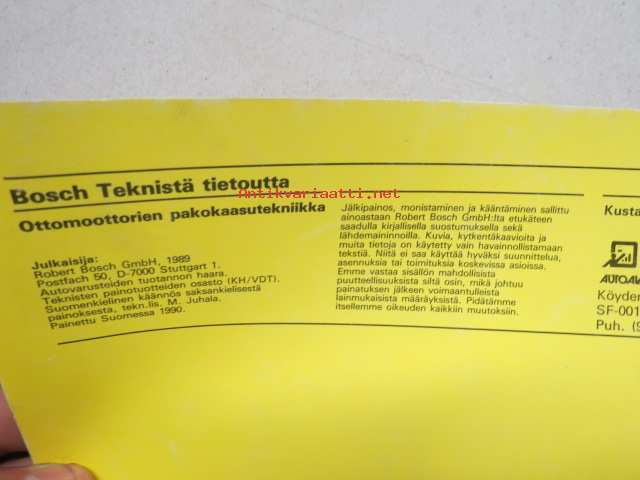 Bosch Teknistä tietoutta
Ottomoottorien pakokaasutekniikka
Julkaisija:
Robert Bosch GmbH, 1989
Postfach 50, D-7000 Stuttgart 1.
Autovarusteiden tuotannon haara.
Teknisten painotuotteiden osasto (KH/VDT).
Suomenkielinen käännös saksankielisestä
painoksesta, tekn.lis. M. Juhala.
Painettu Suomessa 1990.
Jälkipainos, monistaminen ja kääntäminen sallittu
ainoastaan Robert Bosch GmbH:lta etukäteen
saadulla kirjallisella suostumuksella sekä
lähdemaininnoilla. Kuvia, kytkentäkaavioita ja
muita tietoja on käytetty vain havainnollistamaan
tekstiä. Niitä ei saa käyttää hyväksi suunnittelua,
asennuksia tai toimituksia koskevissa asioissa.
Emme vastaa sisällön mahdollisista
puutteellisuuksista siltä osin, mikä johtuu
painatuksen jälkeen voimaantulleista
lainmukaisista määräyksistä. Pidätämme
itsellemme oikeuden kaikkiin muutoksiin.
Kusta
AUTOAV
Köyden
SF-001
Puh. (9
Antikvariaatti.net